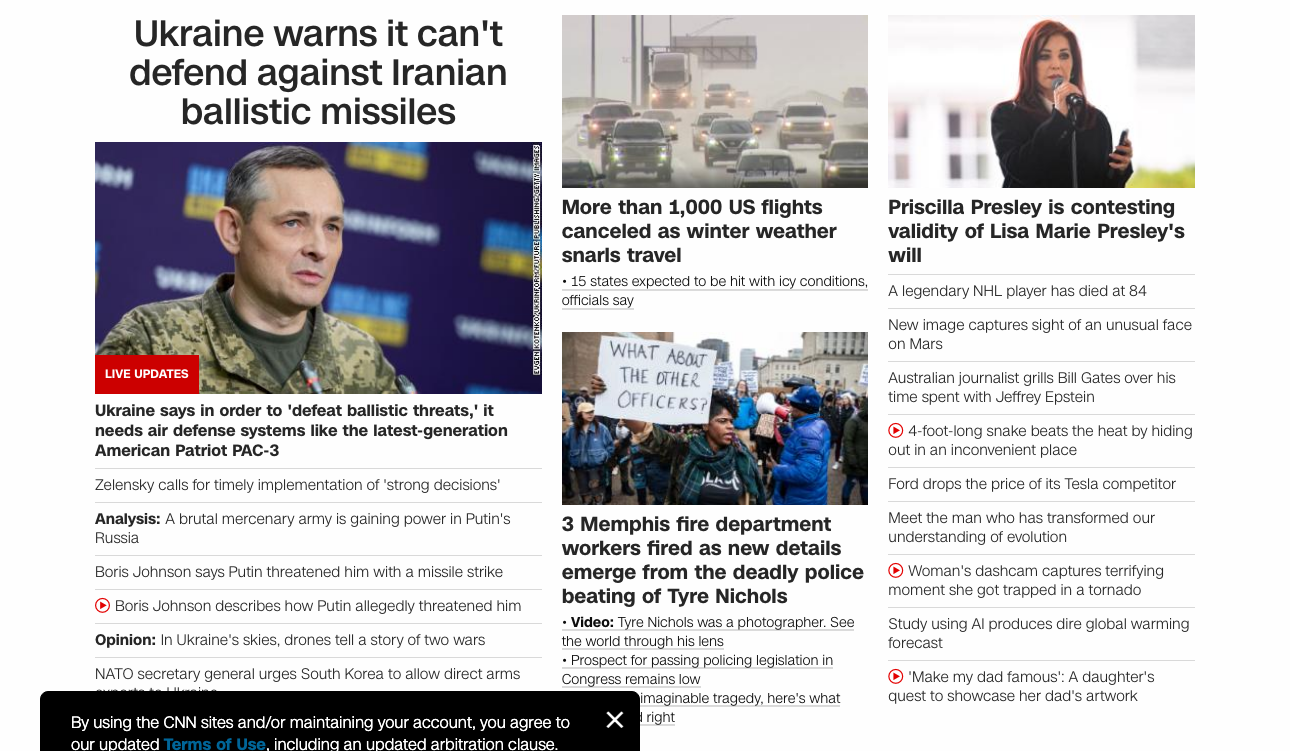 Ukraine warns it can't
defend against Iranian
ballistic missiles
EVGEN KOTENKO/UKRINFORM/FUTURE PUBLISHING/GETTY IMAGES
LIVE UPDATES
Ukraine says in order to 'defeat ballistic threats,' it
needs air defense systems like the latest-generation
American Patriot PAC-3
Zelensky calls for timely implementation of 'strong decisions'
Analysis: A brutal mercenary army is gaining power in Putin's
Russia
Boris Johnson says Putin threatened him with a missile strike
Boris Johnson describes how Putin allegedly threatened him
Opinion: In Ukraine's skies, drones tell a story of two wars
NATO secretary general urges South Korea to allow direct arms
More than 1,000 US flights
canceled as winter weather
snarls travel
• 15 states expected to be hit with icy conditions,
officials say
WHAT ABOUT
THE OTHER
OFFICERS?
3 Memphis fire department
workers fired as new details
emerge from the deadly police
beating of Tyre Nichols
• Video: Tyre Nichols was a photographer. See
the world through his lens
• Prospect for passing policing legislation in
Congress remains low
imaginable tragedy, here's what
right
Priscilla Presley is contesting
validity of Lisa Marie Presley's
will
A legendary NHL player has died at 84
New image captures sight of an unusual face
on Mars
Australian journalist grills Bill Gates over his
time spent with Jeffrey Epstein
4-foot-long snake beats the heat by hiding
out in an inconvenient place
Ford drops the price of its Tesla competitor
Meet the man who has transformed our
understanding of evolution
Woman's dashcam captures terrifying
moment she got trapped in a tornado
Study using AI produces dire global warming
forecast
'Make my dad famous': A daughter's
quest to showcase her dad's artwork
By using the CNN sites and/or maintaining your account, you agree to
our updated Terms of Use, including an updated arbitration clause.